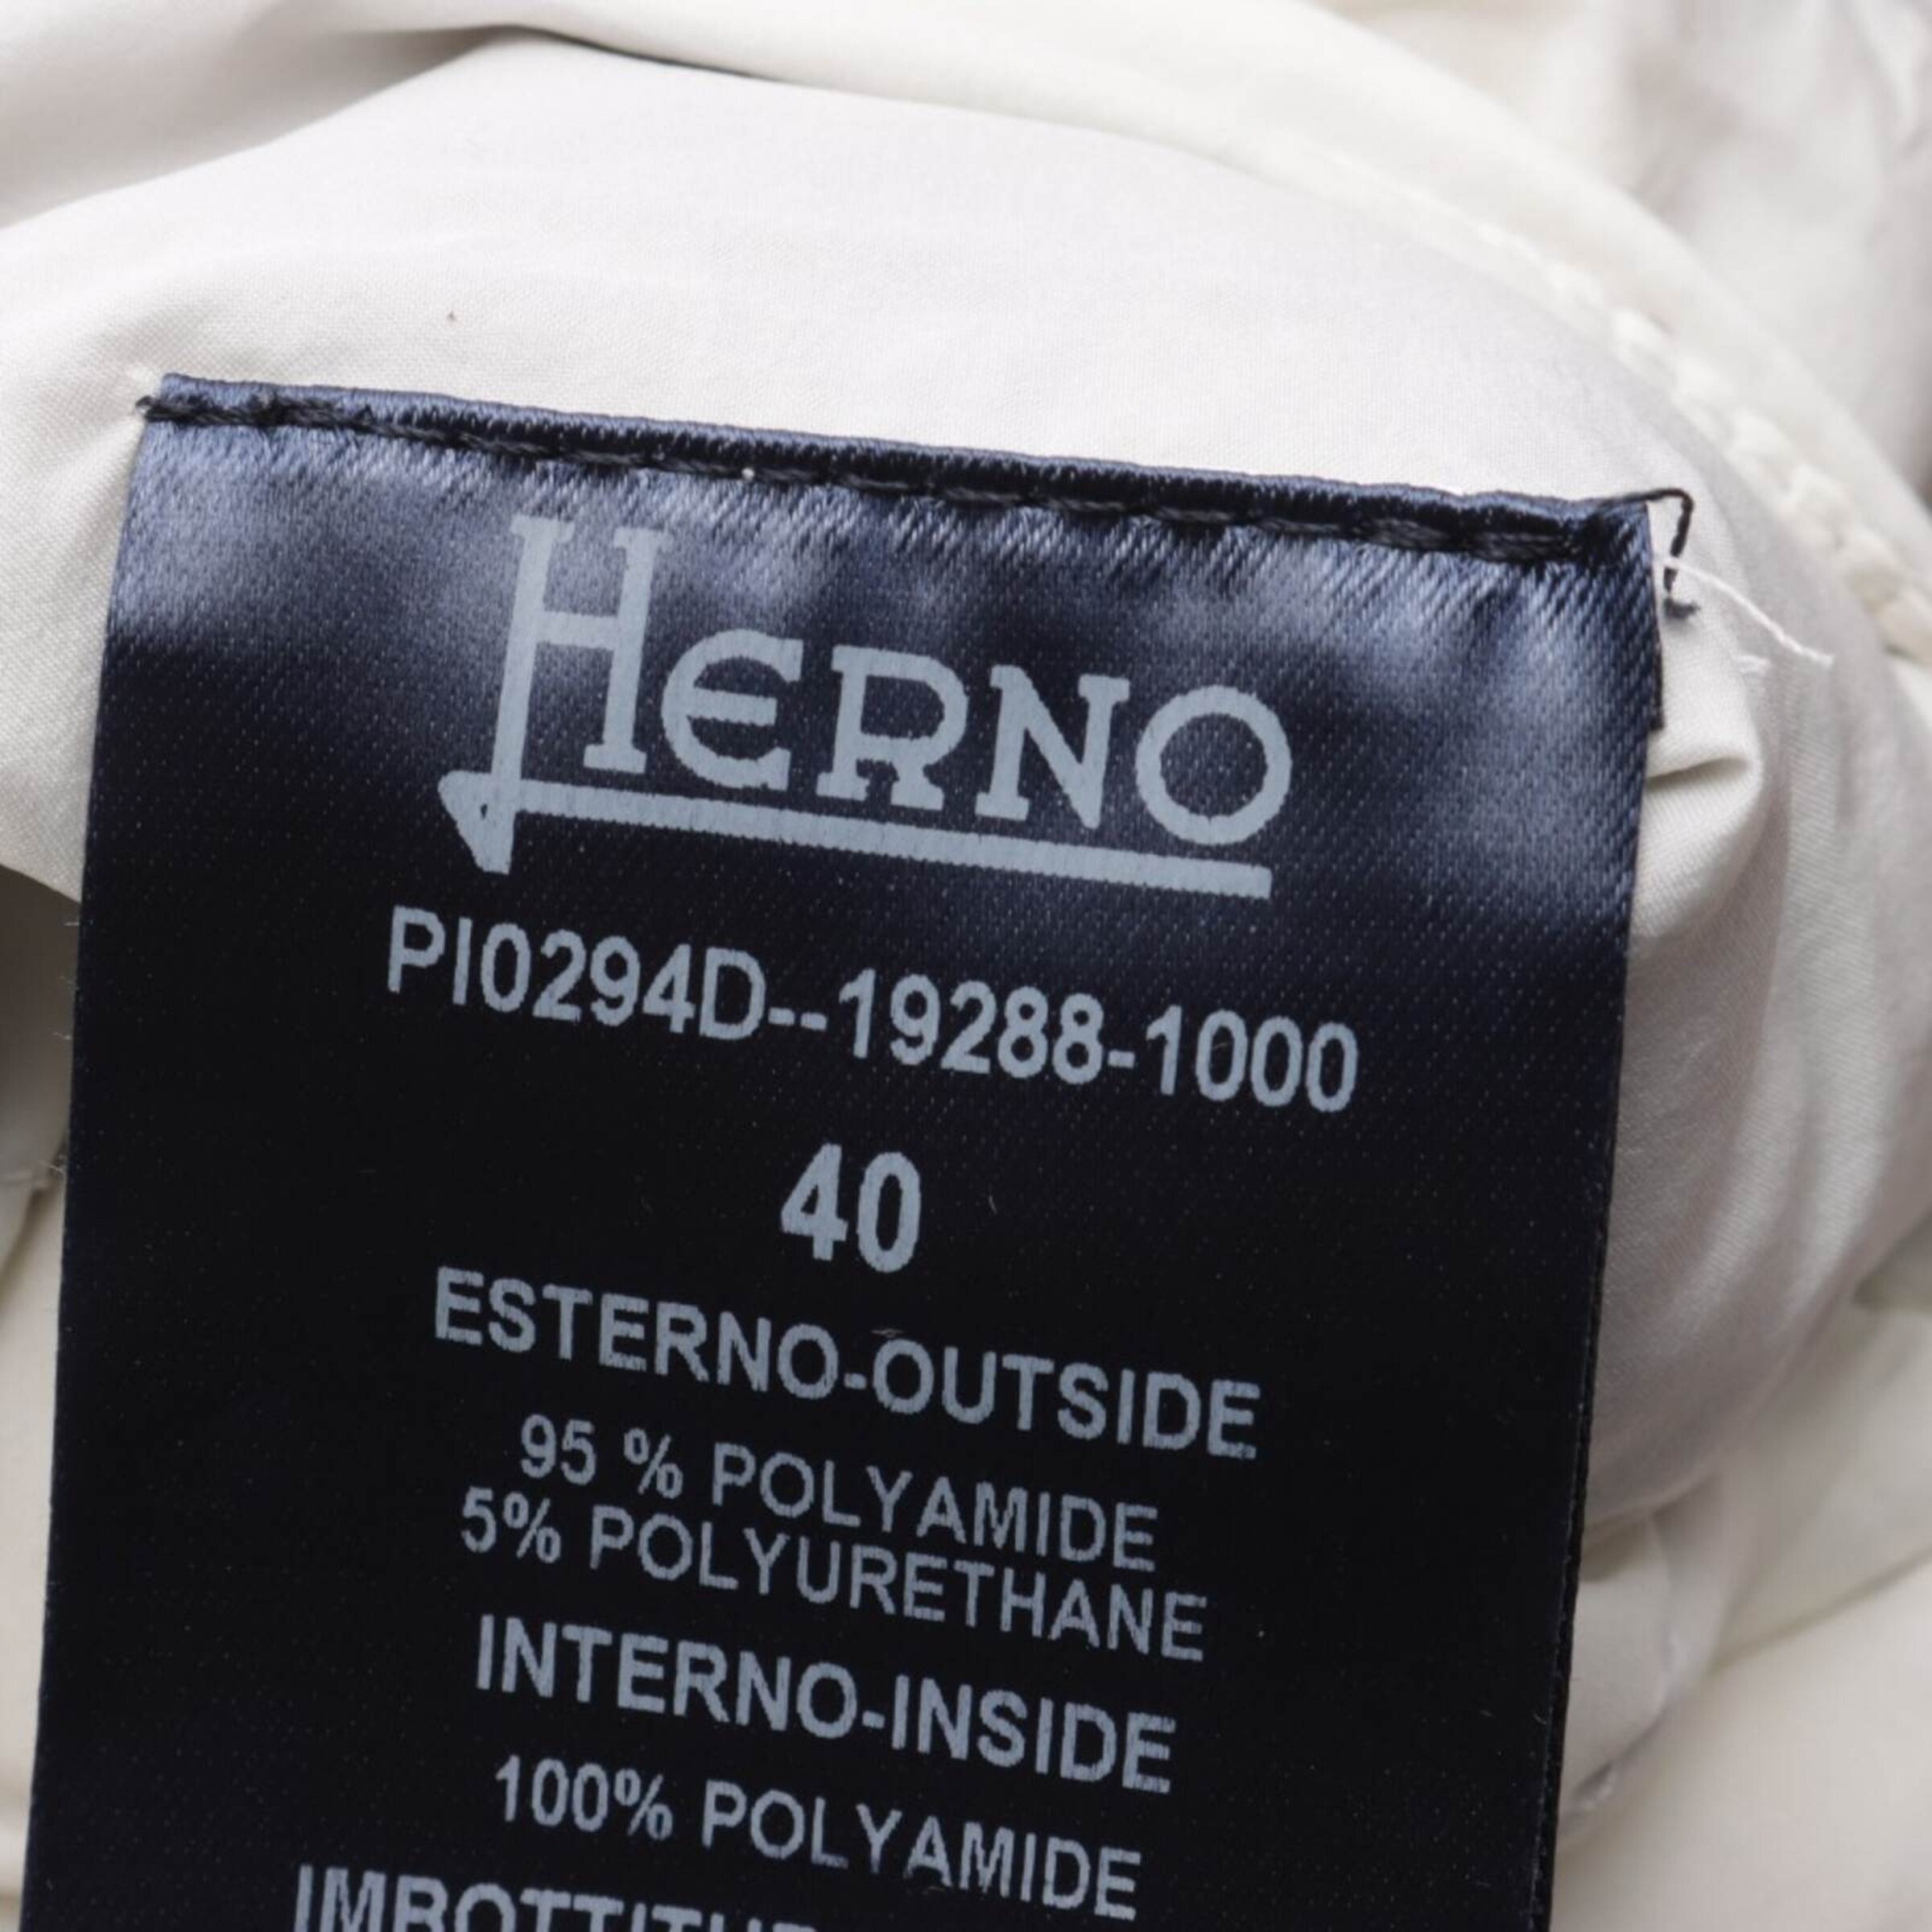 HERNO
PI0294D--19288-1000
40
ESTERNO-OUTSIDE
95 % POLYAMIDE
5% POLYURETHANE
INTERNO-INSIDE
100% POLYAMIDE